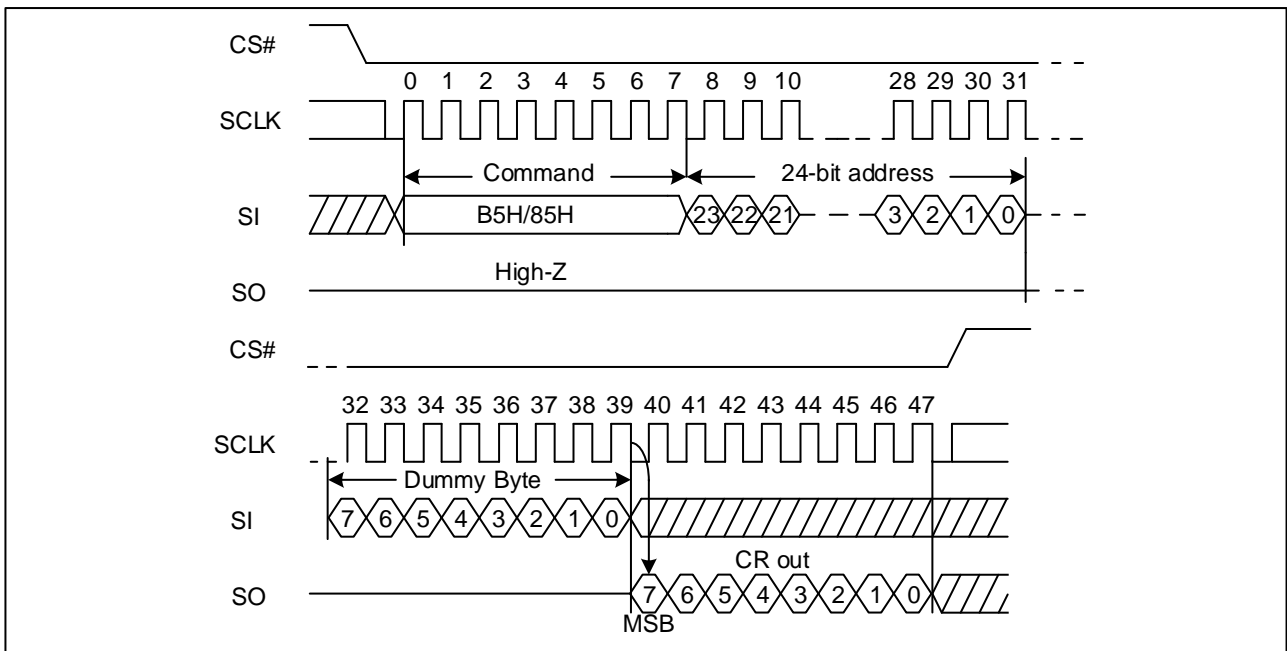 CS#
0 1 2 3 4 5 6 7 8 9 10 28 29 30 31
SCLK
Command 24-bit address
SI B5H/85H 23 22 21 3 2 1 0
High-Z
SO
CS#
32 33 34 35 36 37 38 39 40 41 42 43 44 45 46 47
SCLK
Dummy Byte
SI 7 6 5 4 3 2 1 0
CR out
SO 7 6 5 4 3 2 1 0
MSB